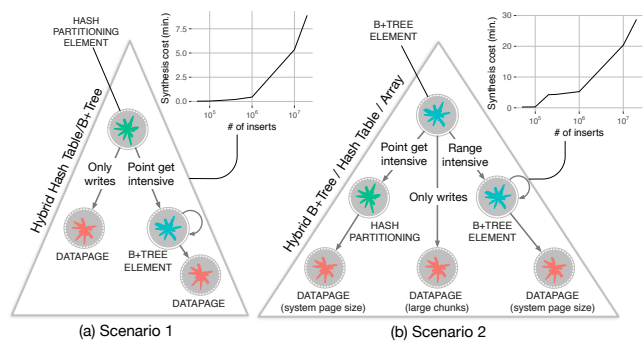 HASH
PARTITIONING
ELEMENT
Synthesis cost (min.)
7.5
5.0
2.5
0.0
10^5
10^6
10^7
# of inserts
Hybrid Hash Table/B+Tree
Only
writes
Point get
intensive
DATAPAGE
B+TREE
ELEMENT
DATAPAGE
(a) Scenario 1
B+TREE
ELEMENT
Synthesis cost (min.)
30
20
10
0
10^5
10^6
10^7
# of inserts
Hybrid B+Tree / Hash Table / Array
Point get
intensive
Range
intensive
Only writes
HASH
PARTITIONING
B+TREE
ELEMENT
DATAPAGE
(system page size)
DATAPAGE
(large chunks)
DATAPAGE
(system page size)
(b) Scenario 2